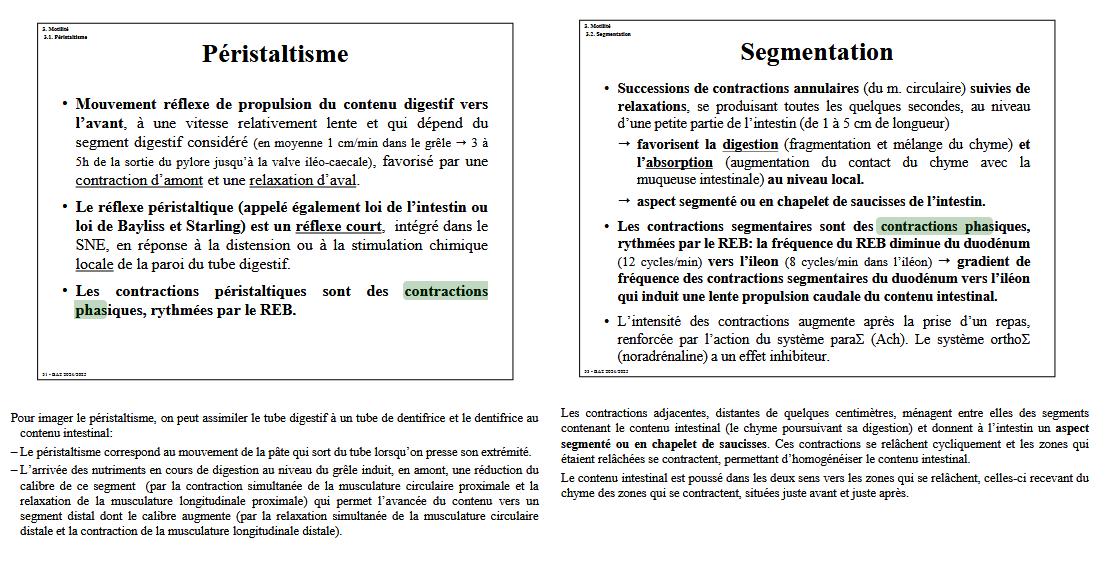 3. Motilité
3.1. Péristaltisme
Péristaltisme
• Mouvement réflexe de propulsion du contenu digestif vers
l’avant, à une vitesse relativement lente et qui dépend du
segment digestif considéré (en moyenne 1 cm/min dans le grêle → 3 à
5h de la sortie du pylore jusqu’à la valve iléo-caecale), favorisé par une
contraction d’amont et une relaxation d’aval.
• Le réflexe péristaltique (appelé également loi de l’intestin ou
loi de Bayliss et Starling) est un réflexe court, intégré dans le
SNE, en réponse à la distension ou à la stimulation chimique
locale de la paroi du tube digestif.
• Les contractions péristaltiques sont des contractions
phasiques, rythmées par le REB.
Pour imager le péristaltisme, on peut assimiler le tube digestif à un tube de dentifrice et le dentifrice au
contenu intestinal:
– Le péristaltisme correspond au mouvement de la pâte qui sort du tube lorsqu’on presse son extrémité.
– L’arrivée des nutriments en cours de digestion au niveau du grêle induit, en amont, une réduction du
calibre de ce segment (par la contraction simultanée de la musculature circulaire proximale et la
relaxation de la musculature longitudinale proximale) qui permet l’avancée du contenu vers un
segment distal dont le calibre augmente (par la relaxation simultanée de la musculature circulaire
distale et la contraction de la musculature longitudinale distale).
3. Motilité
3.2. Segmentation
Segmentation
• Successions de contractions annulaires (du m. circulaire) suivies de
relaxations, se produisant toutes les quelques secondes, au niveau
d’une petite partie de l’intestin (de 1 à 5 cm de longueur)
→ favorisent la digestion (fragmentation et mélange du chyme) et
l’absorption (augmentation du contact du chyme avec la
muqueuse intestinale) au niveau local.
→ aspect segmenté ou en chapelet de saucisses de l’intestin.
• Les contractions segmentaires sont des contractions phasiques,
rythmées par le REB: la fréquence du REB diminue du duodénum
(12 cycles/min) vers l’ileon (8 cycles/min dans l’iléon) → gradient de
fréquence des contractions segmentaires du duodénum vers l’iléon
qui induit une lente propulsion caudale du contenu intestinal.
• L’intensité des contractions augmente après la prise d’un repas,
renforcée par l’action du système paraΣ (Ach). Le système orthoΣ
(noradrénaline) a un effet inhibiteur.
Les contractions adjacentes, distantes de quelques centimètres, ménagent entre elles des segments
contenant le contenu intestinal (le chyme poursuivant sa digestion) et donnent à l’intestin un aspect
segmenté ou en chapelet de saucisses. Ces contractions se relâchent cycliquement et les zones qui
étaient relâchées se contractent, permettant d’homogénéiser le contenu intestinal.
Le contenu intestinal est poussé dans les deux sens vers les zones qui se relâchent, celles-ci recevant du
chyme des zones qui se contractent, situées juste avant et juste après.